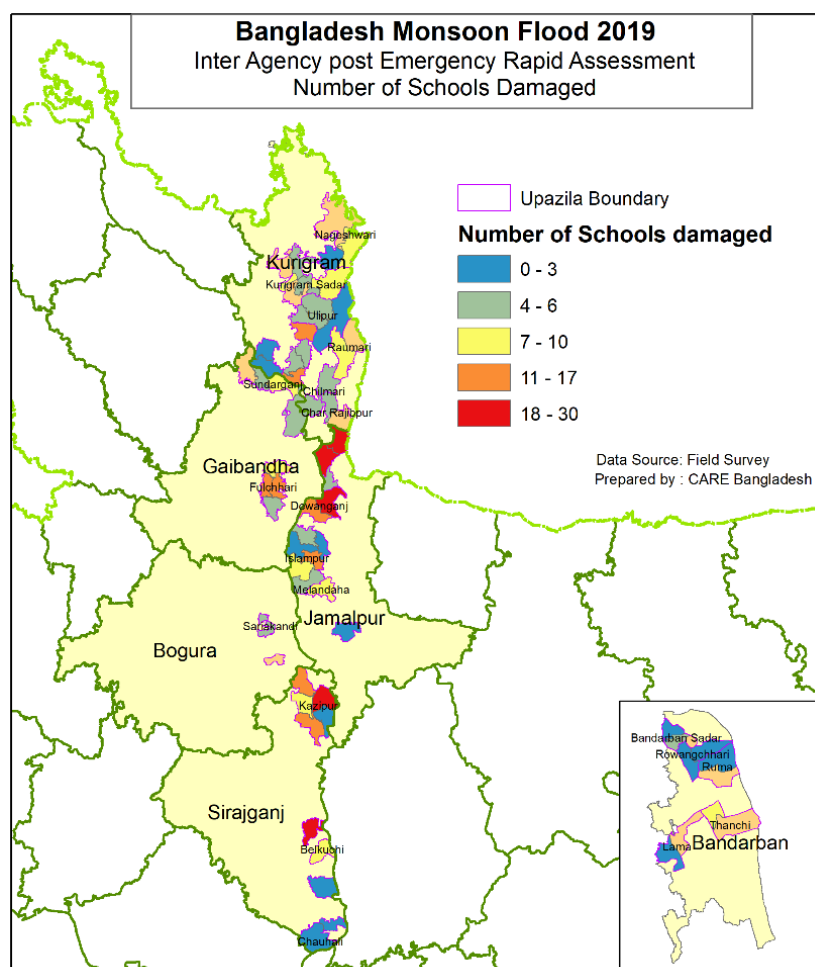 Bangladesh Monsoon Flood 2019
Inter Agency post Emergency Rapid Assessment
Number of Schools Damaged
Upazila Boundary
Number of Schools damaged
0 - 3
4 - 6
7 - 10
11 - 17
18 - 30
Data Source: Field Survey
Prepared by : CARE Bangladesh
Nageshwari
Kurigram
Kurigram Sadar
Ulipur
Raumari
Sundarganj
Chilmari
Char Rajibpur
Gaibandha
Fulchhari
Dowanganj
Islampur
Melandaha
Jamalpur
Sariakandi
Bogura
Kazipur
Sirajganj
Belkuchi
Chauhali
Bandarban Sadar
Rowangchhari
Ruma
Thanchi
Lama
Bandarban